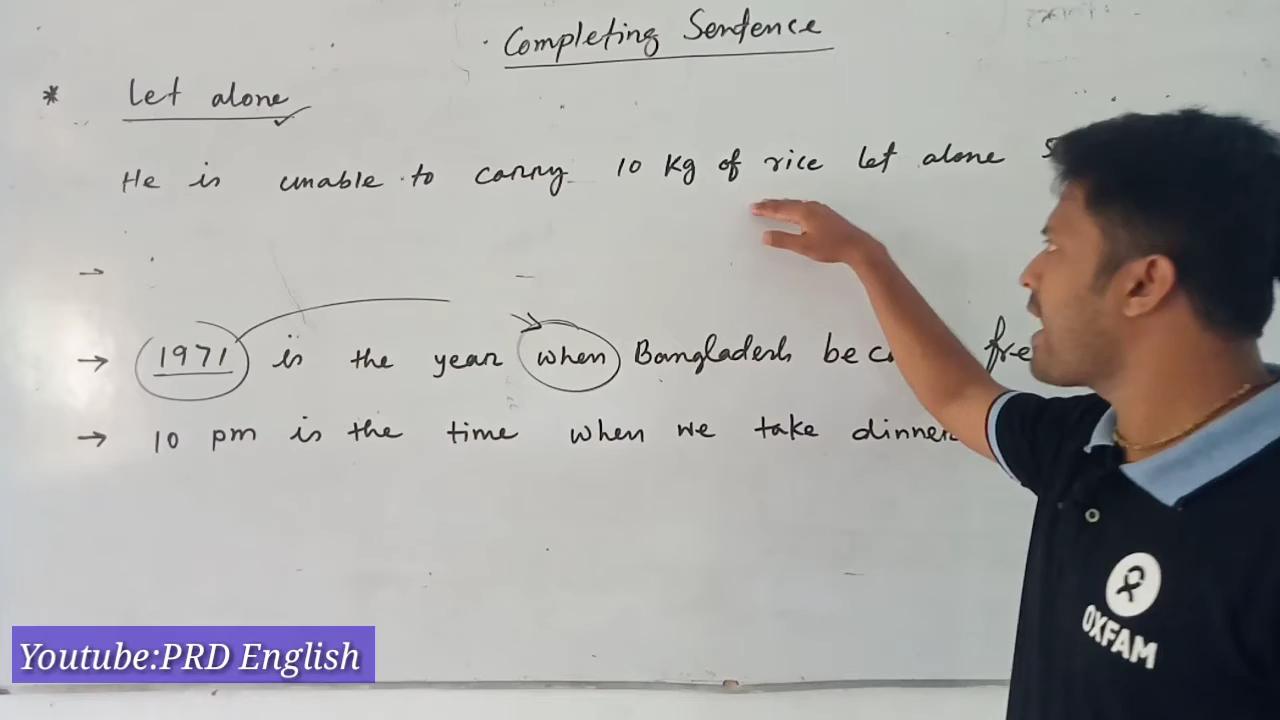 Completing Sentence
* Let alone
He is unable to carry 10 kg of rice let alone
→
→ 1971 is the year when Bangladesh
→ 10 pm is the time when we take dinner
OXFAM
Youtube:PRD English